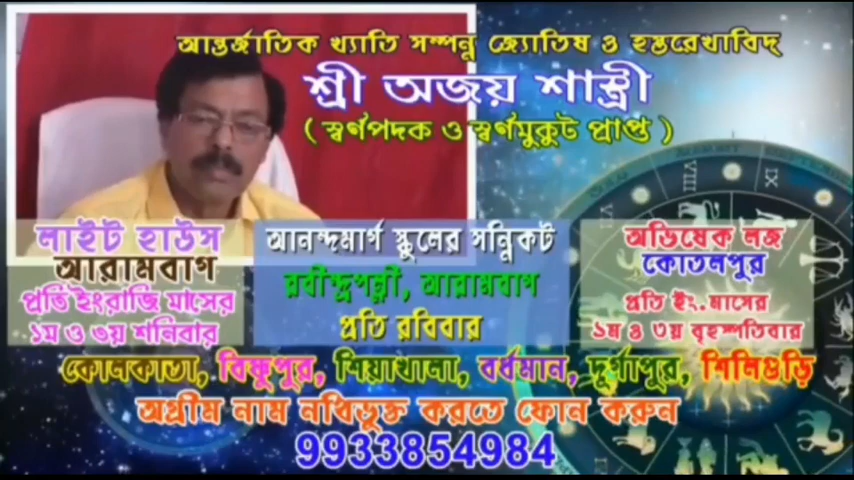 আন্তর্জাতিক খ্যাতি সম্পন্ন জ্যোতিষ ও হস্তরেখাবিদ্
শ্রী অজয় শাস্ত্রী
( স্বর্ণপদক ও স্বর্ণমুকুট প্রাপ্ত )
লাইট হাউস
আরামবাগ
প্রতি ইংরাজি মাসের
১ম ও ৩য় শনিবার
আনন্দমার্গ স্কুলের সন্নিকট
রবীন্দ্রপল্লী, আরামবাগ
প্রতি রবিবার
অভিষেক লজ
কোতলপুর
প্রতি ইং.মাসের
১ম ও ৩য় বৃহস্পতিবার
কোলকাতা, বিষ্ণুপুর, শিয়াখালা, বর্ধমান, দুর্গাপুর, শিলিগুড়ি
অগ্রীম নাম নথিভুক্ত করতে ফোন করুন
9933854984
VIII
IX